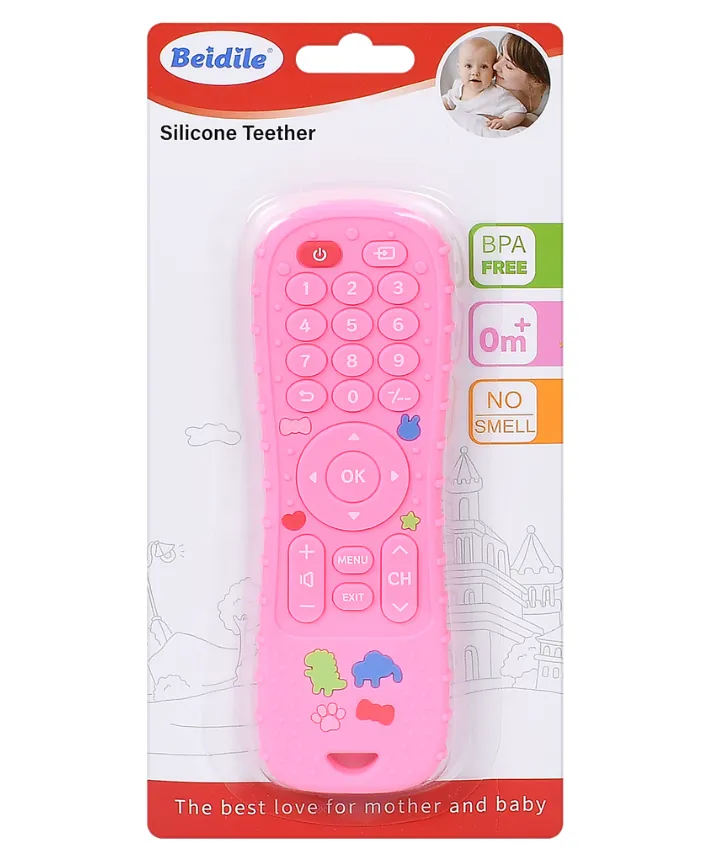 Beidile®
Silicone Teether
BPA
FREE
0m+
NO
SMELL
1 2 3
4 5 6
7 8 9
0 -/--
OK
+ MENU CH
- EXIT
The best love for mother and baby